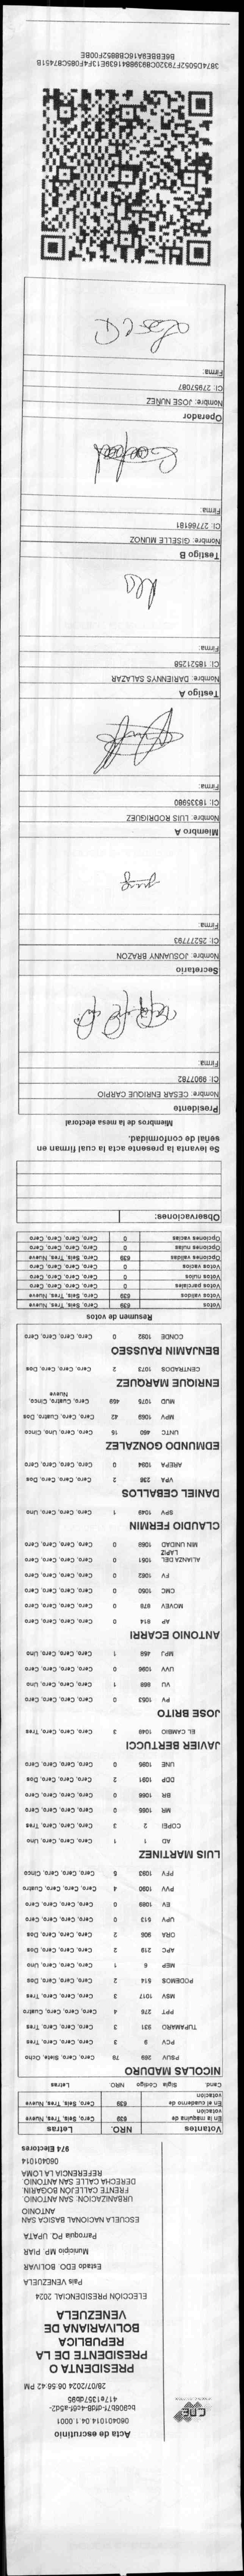 CNE
Acta de escrutinio
060401014.04.1.0001
bc906b7f-dfd8-4c6f-a5d2-
417e1357db95
28/07/2024 06:56:42 PM
PRESIDENTA O
PRESIDENTE DE LA
REPUBLICA
BOLIVARIANA DE
VENEZUELA
ELECCIÓN PRESIDENCIAL 2024
Pais VENEZUELA
Estado EDO. BOLIVAR
Municipio MP. PIAR
Parroquia PQ. UPATA
ESCUELA NACIONAL BASICA SAN
ANTONIO
URBANIZACION: SAN ANTONIO.
FRENTE CALLEJÓN BOGARIN.
DERECHA CALLE SAN ANTONIO.
REFERENCIA LA LOMA
060401014
974 Electores
Votantes NRO. Letras
En la máquina de votación 639 Cero, Seis, Tres, Nueve
En el cuaderno de votación 639 Cero, Seis, Tres, Nueve
Cand. Sigla Código NRO. Letras
NICOLAS MADURO
PSUV 269 78 Cero, Cero, Siete, Ocho
PCV 9 3 Cero, Cero, Cero, Tres
TUPAMARO 931 3 Cero, Cero, Cero, Tres
PPT 276 4 Cero, Cero, Cero, Cuatro
MSV 1017 3 Cero, Cero, Cero, Tres
PODEMOS 514 2 Cero, Cero, Cero, Dos
MEP 6 1 Cero, Cero, Cero, Uno
APC 219 2 Cero, Cero, Cero, Dos
ORA 905 2 Cero, Cero, Cero, Dos
UPV 513 0 Cero, Cero, Cero, Cero
EV 1089 0 Cero, Cero, Cero, Cero
PVV 1090 4 Cero, Cero, Cero, Cuatro
PFV 1093 5 Cero, Cero, Cero, Cinco
LUIS MARTINEZ
AD 1 1 Cero, Cero, Cero, Uno
COPEI 2 3 Cero, Cero, Cero, Tres
MR 1065 0 Cero, Cero, Cero, Cero
BR 1066 0 Cero, Cero, Cero, Cero
DDP 1091 2 Cero, Cero, Cero, Dos
UNE 1095 0 Cero, Cero, Cero, Cero
JAVIER BERTUCCI
EL CAMBIO 1048 3 Cero, Cero, Cero, Tres
JOSE BRITO
PV 1053 0 Cero, Cero, Cero, Cero
VU 968 1 Cero, Cero, Cero, Uno
UVV 1096 0 Cero, Cero, Cero, Cero
MPJ 458 1 Cero, Cero, Cero, Uno
ANTONIO ECARRI
AP 814 0 Cero, Cero, Cero, Cero
MOVEV 979 0 Cero, Cero, Cero, Cero
CMC 1050 0 Cero, Cero, Cero, Cero
FV 1062 0 Cero, Cero, Cero, Cero
ALIANZA DEL LAPIZ 1051 0 Cero, Cero, Cero, Cero
MIN UNIDAD 1068 0 Cero, Cero, Cero, Cero
CLAUDIO FERMIN
SPV 1049 1 Cero, Cero, Cero, Uno
DANIEL CEBALLOS
VPA 236 2 Cero, Cero, Cero, Dos
AREPA 1094 0 Cero, Cero, Cero, Cero
EDMUNDO GONZALEZ
UNTC 460 15 Cero, Cero, Uno, Cinco
MPV 1069 42 Cero, Cero, Cuatro, Dos
MUD 1075 459 Cero, Cuatro, Cinco,
Nueve
ENRIQUE MARQUEZ
CENTRADOS 1073 2 Cero, Cero, Cero, Dos
BENJAMIN RAUSSEO
CONDE 1092 0 Cero, Cero, Cero, Cero
Resumen de votos
Votos 639 Cero, Seis, Tres, Nueve
Votos validos 639 Cero, Seis, Tres, Nueve
Votos parciales 0 Cero, Cero, Cero, Cero
Votos nulos 0 Cero, Cero, Cero, Cero
Votos vacios 0 Cero, Cero, Cero, Cero
Opciones validas 639 Cero, Seis, Tres, Nueve
Opciones nulas 0 Cero, Cero, Cero, Cero
Opciones vacias 0 Cero, Cero, Cero, Cero
Observaciones:
Se levanta la presente acta la cual firman en
señal de conformidad.
Miembros de la mesa electoral
Presidente
Nombre: CESAR ENRIQUE CARPIO
CI: 9907782
Firma:
Secretario
Nombre: JOSUANNY BRAZON
CI: 25277793
Firma:
Miembro A
Nombre: LUIS RODRIGUEZ
CI: 18335980
Firma:
Testigo A
Nombre: DARIENNYS SALAZAR
CI: 18521258
Firma:
Testigo B
Nombre: GISELLE MUÑOZ
CI: 27766181
Firma:
Operador
Nombre: JOSE NUÑEZ
CI: 27957087
Firma:
3874D5052F79320C89398841639E13F4F085C87451B
B6EBBE9A16CB8852F00BE